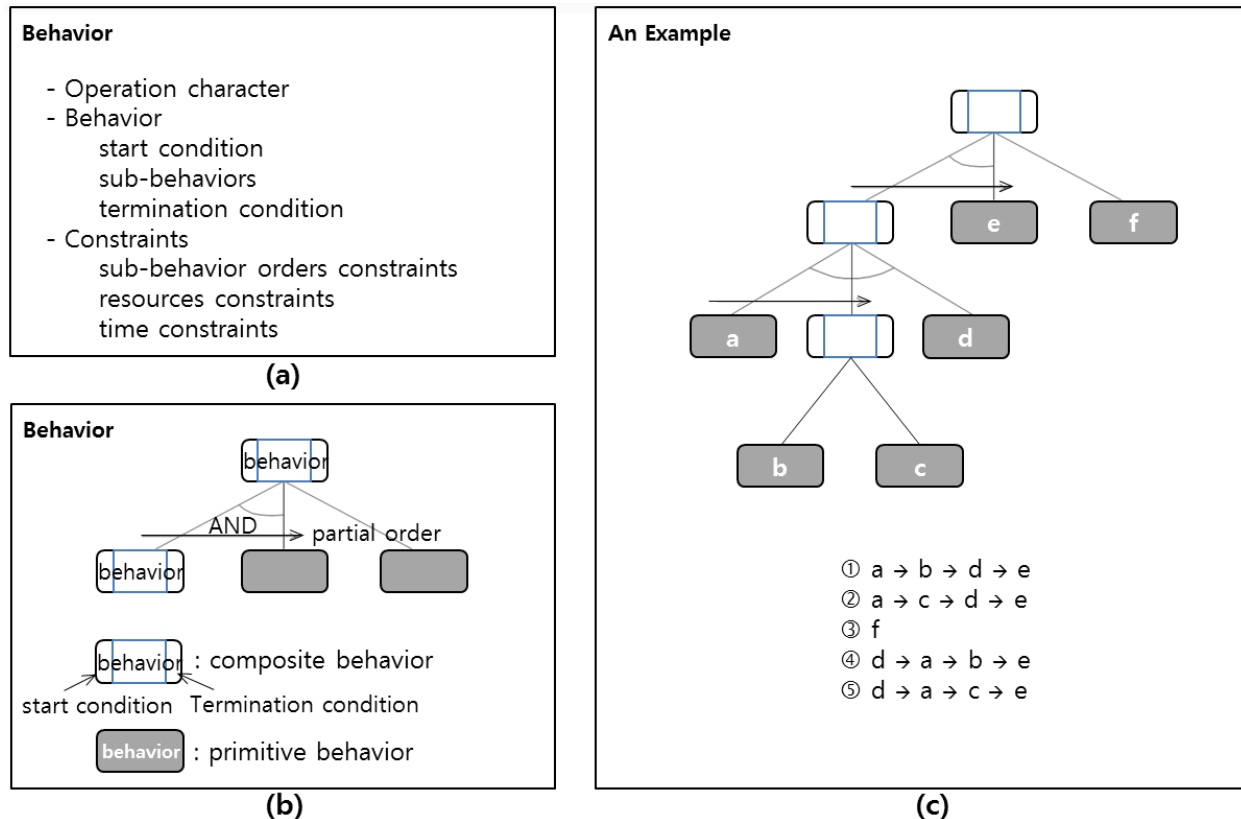 Behavior
- Operation character
- Behavior
start condition
sub-behaviors
termination condition
- Constraints
sub-behavior orders constraints
resources constraints
time constraints
(a)
Behavior
behavior
AND
partial order
behavior
behavior : composite behavior
start condition Termination condition
behavior : primitive behavior
(b)
An Example
e f
a d
b c
① a → b → d → e
② a → c → d → e
③ f
④ d → a → b → e
⑤ d → a → c → e
(c)